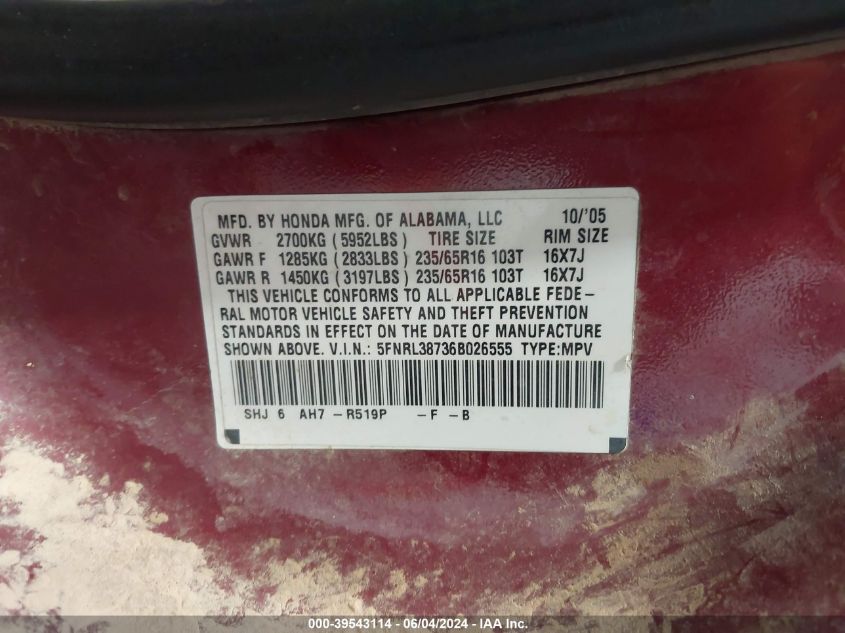 MFD. BY HONDA MFG. OF ALABAMA, LLC 10/'05
GVWR 2700KG ( 5952LBS ) TIRE SIZE RIM SIZE
GAWR F 1285KG ( 2833LBS ) 235/65R16 103T 16X7J
GAWR R 1450KG ( 3197LBS ) 235/65R16 103T 16X7J
THIS VEHICLE CONFORMS TO ALL APPLICABLE FEDE-
RAL MOTOR VEHICLE SAFETY AND THEFT PREVENTION
STANDARDS IN EFFECT ON THE DATE OF MANUFACTURE
SHOWN ABOVE. V.I.N.: 5FNRL38736B026555 TYPE:MPV
SHJ 6 AH7 -R519P -F -B
000-39543114 - 06/04/2024 - IAAI.com